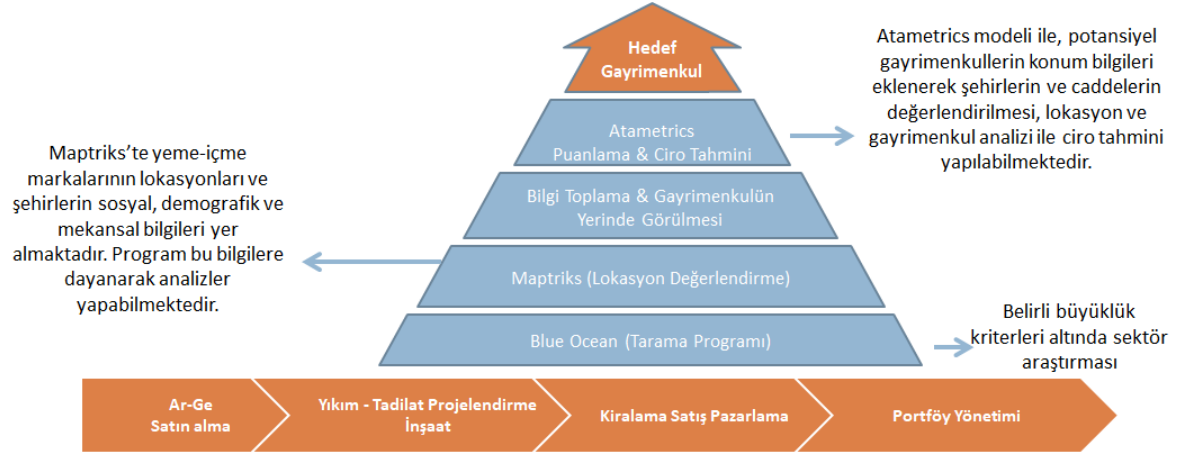 Hedef
Gayrimenkul
Atametrics
Puanlama & Ciro Tahmini
Atametrics modeli ile, potansiyel
gayrimenkullerin konum bilgileri
eklenerek şehirlerin ve caddelerin
değerlendirilmesi, lokasyon ve
gayrimenkul analizi ile ciro tahmini
yapılabilmektedir.
Bilgi Toplama & Gayrimenkulün
Yerinde Görülmesi
Maptriks'te yeme-içme
markalarının lokasyonları ve
şehirlerin sosyal, demografik ve
mekansal bilgileri yer
almaktadır. Program bu bilgilere
dayanarak analizler
yapabilmektedir.
Maptriks (Lokasyon Değerlendirme)
Blue Ocean (Tarama Programı)
Belirli büyüklük
kriterleri altında sektör
araştırması
Ar-Ge
Satın alma
Yıkım - Tadilat Projelendirme
İnşaat
Kiralama Satış Pazarlama
Portföy Yönetimi